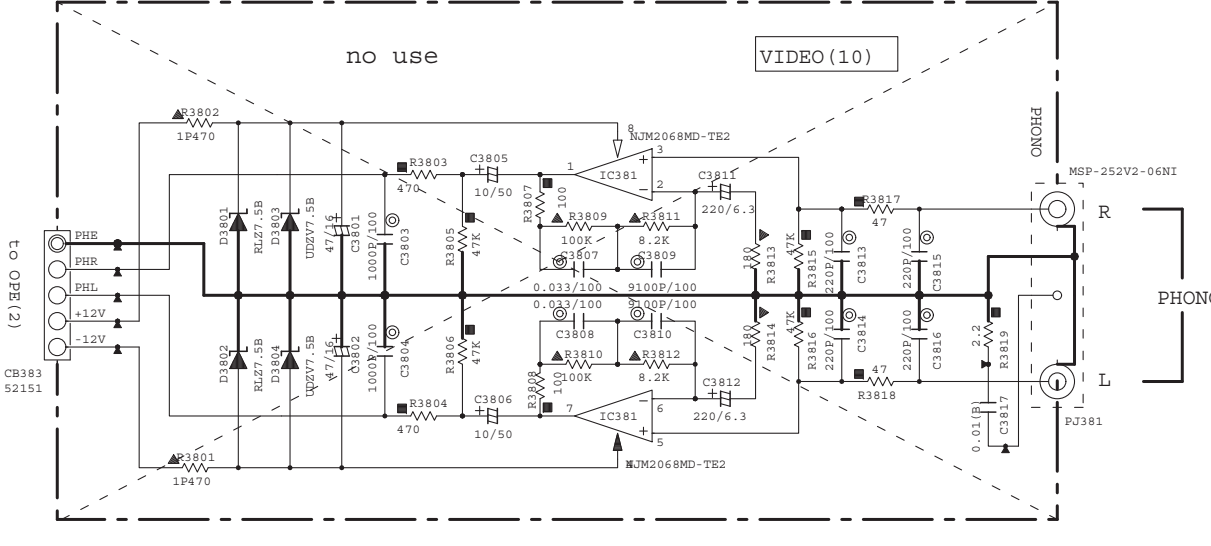 no use
VIDEO(10)
R3802
1P470
8
NJM2068MD-TE2
PHONO
MSP-252V2-06NI
R3803
470
C3805
+
10/50
1
IC381
+
3
−
2
C3811
+
220/6.3
R3807
100
R3809
100K
R3811
8.2K
C3807
0.033/100
C3809
9100P/100
R3817
47
R
D3801
RLZ7.5B
D3803
UDZV7.5B
+
47/16
C3801
1000P/100
C3803
R3805
47K
180
R3813
47K
R3815
220P/100
C3813
220P/100
C3815
to OPE(2)
PHE
PHR
PHL
+12V
-12V
CB383
52151
PHONO
D3802
RLZ7.5B
D3804
UDZV7.5B
+
47/16
C3802
1000P/100
C3804
R3806
47K
0.033/100
C3808
9100P/100
C3810
R3810
100K
R3812
8.2K
R3808
100
180
R3814
47K
R3816
220P/100
C3814
220P/100
C3816
2.2
R3819
47
R3818
L
PJ381
0.01(B)
C3817
R3804
470
C3806
+
10/50
7
IC381
−
6
+
5
C3812
+
220/6.3
NJM2068MD-TE2
R3801
1P470